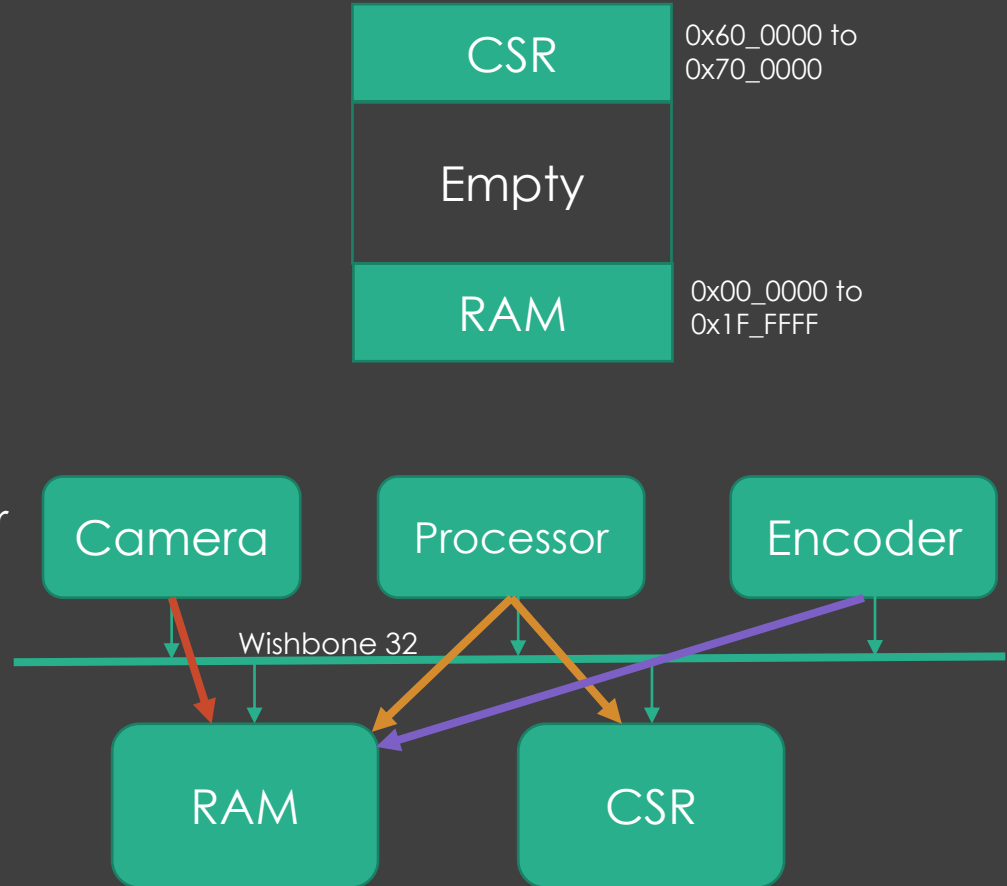 CSR
0x60_0000 to
0x70_0000
Empty
RAM
0x00_0000 to
0x1F_FFFF
r
Camera
Processor
Encoder
Wishbone 32
RAM
CSR